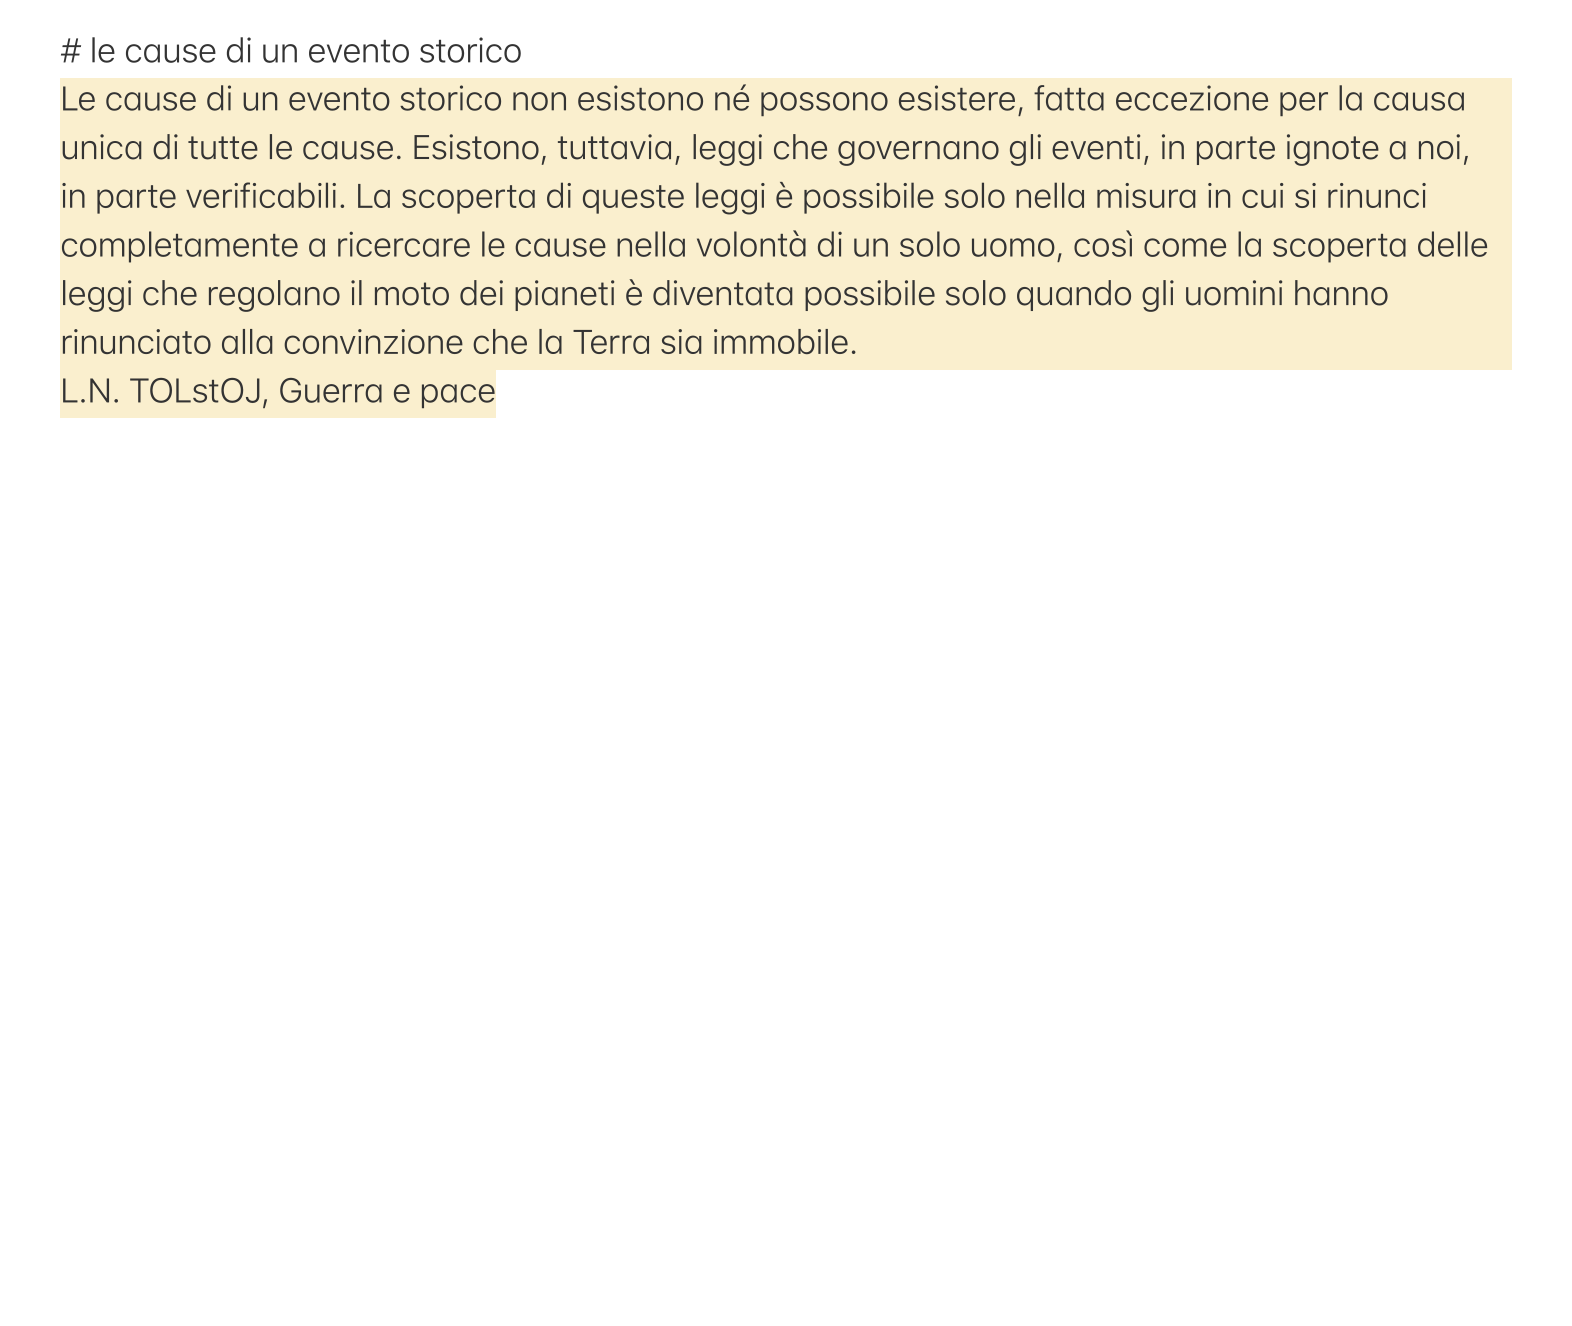 # le cause di un evento storico
Le cause di un evento storico non esistono né possono esistere, fatta eccezione per la causa
unica di tutte le cause. Esistono, tuttavia, leggi che governano gli eventi, in parte ignote a noi,
in parte verificabili. La scoperta di queste leggi è possibile solo nella misura in cui si rinunci
completamente a ricercare le cause nella volontà di un solo uomo, così come la scoperta delle
leggi che regolano il moto dei pianeti è diventata possibile solo quando gli uomini hanno
rinunciato alla convinzione che la Terra sia immobile.
L.N. TOLstOJ, Guerra e pace